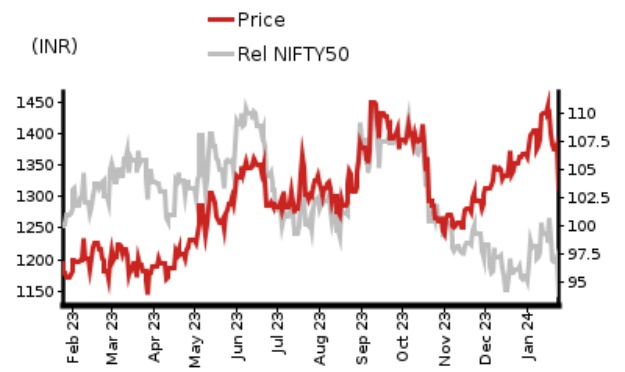 Price
(INR)
Rel NIFTY50
1450
1400
1350
1300
1250
1200
1150
110
107.5
105
102.5
100
97.5
95
Feb 23
Mar 23
Apr 23
May 23
Jun 23
Jul 23
Aug 23
Sep 23
Oct 23
Nov 23
Dec 23
Jan 24